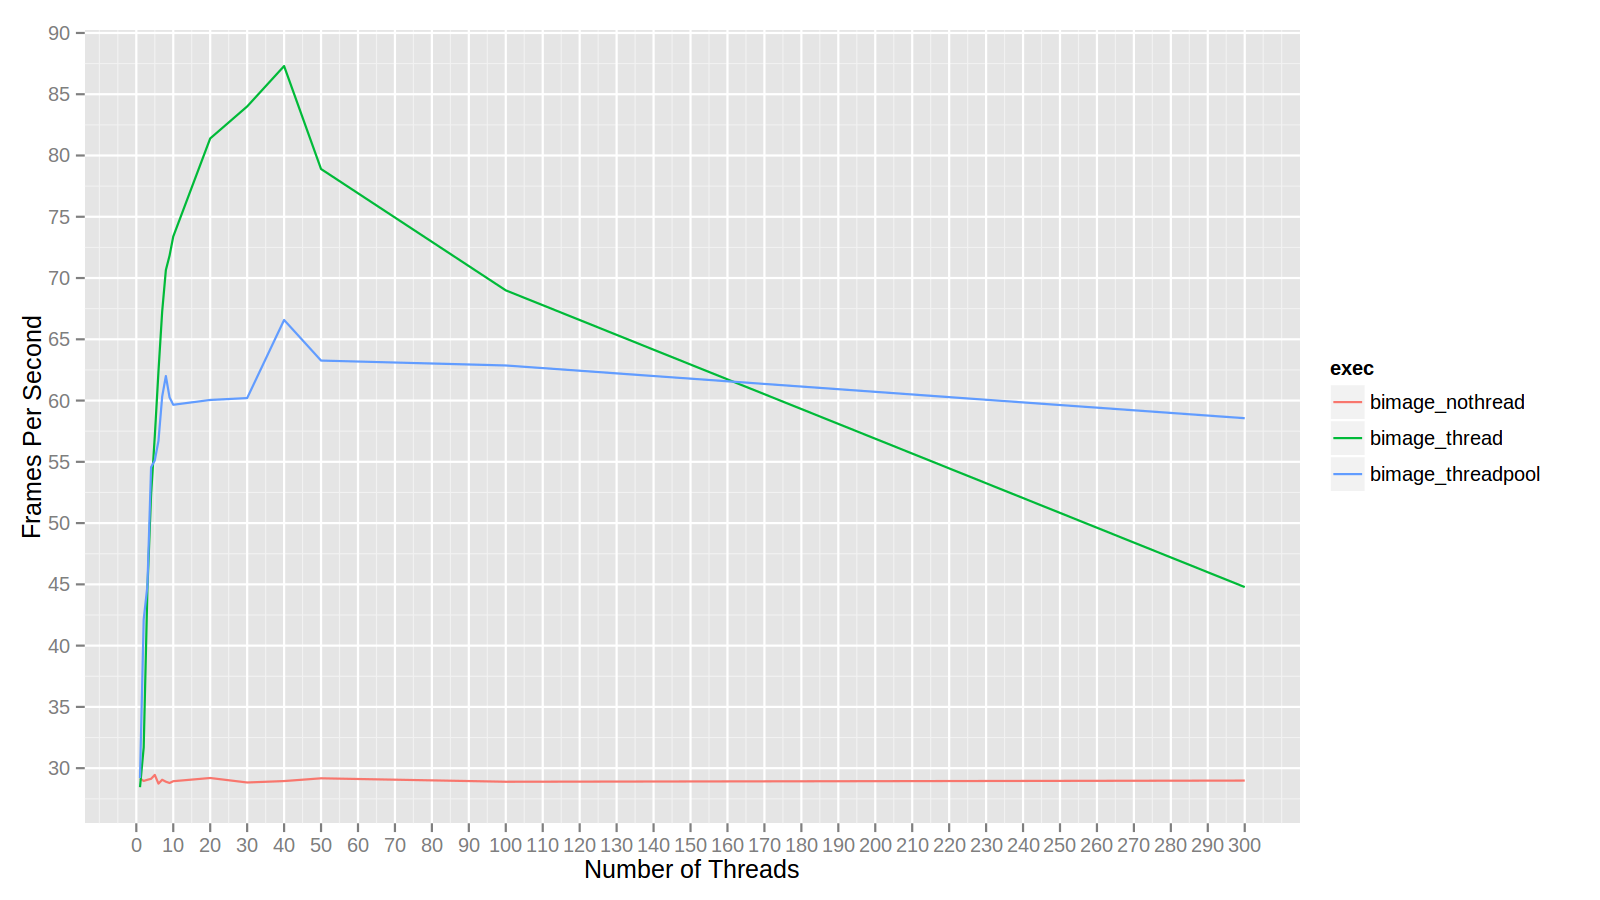 90
85
80
75
70
65
60
55
50
45
40
35
30
Frames Per Second
0 10 20 30 40 50 60 70 80 90 100 110 120 130 140 150 160 170 180 190 200 210 220 230 240 250 260 270 280 290 300
Number of Threads
exec
bimage_nothread
bimage_thread
bimage_threadpool